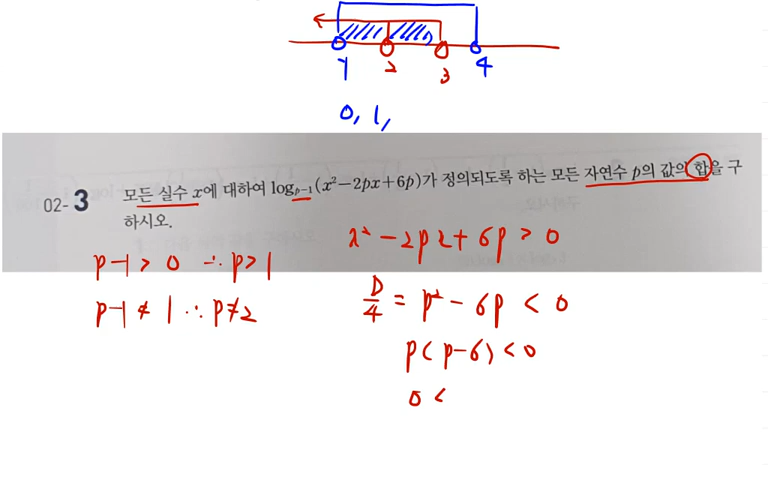 1 2 3 4
0, 1,
02-3 모든 실수 x에 대하여 log_{p-1}(x²-2px+6p)가 정의되도록 하는 모든 자연수 p의 값의 합을 구
하시오.
x² - 2px + 6p > 0
p-1 > 0 ∴ p>1
D/4 = p² - 6p < 0
p-1 ≠ 1 ∴ p≠2
p(p-6) < 0
0 <